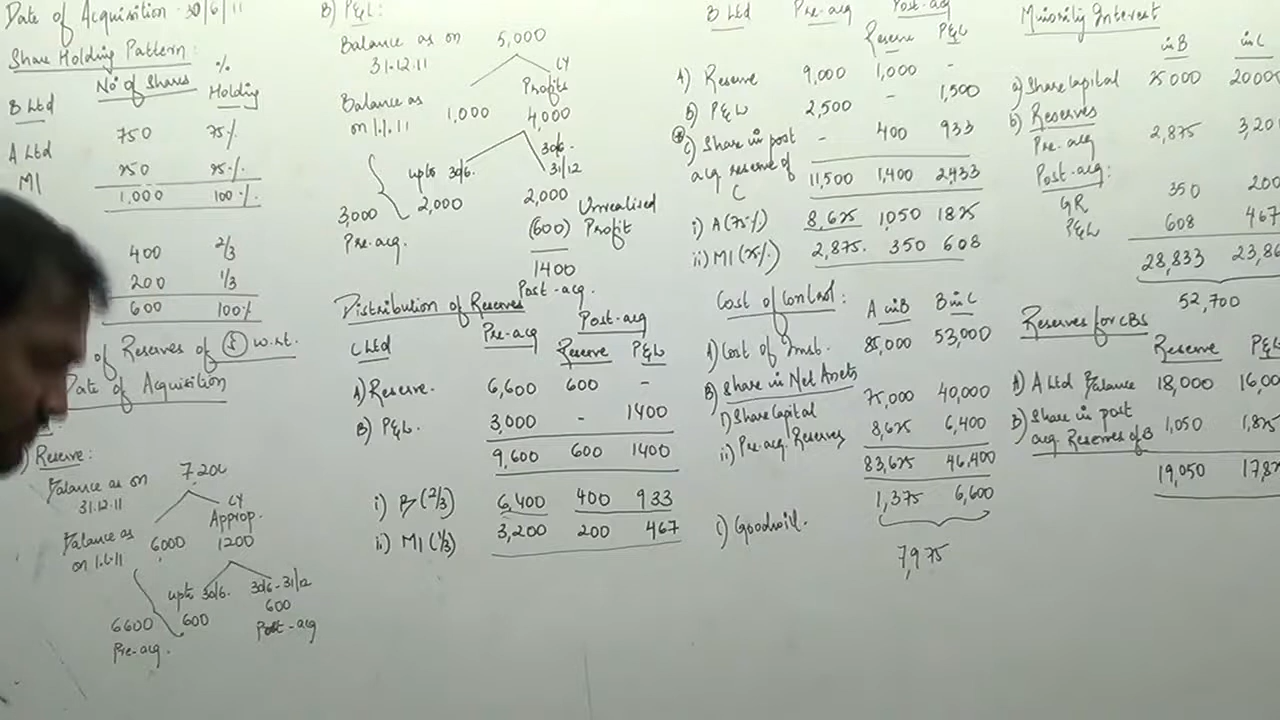 Date of Acquisition - 30/6/11
Share Holding Pattern:
No of Shares % Holding
B Ltd
A Ltd 750 75%
MI 250 25%
1,000 100%
400 2/3
200 1/3
600 100%
of Reserves of £ w.r.t.
Date of Acquisition
Reserve:
Balance as on 31.12.11 7,200
CY Approp.
Balance as on 1.1.11 6000 1200
upto 30/6. 30/6-31/12
600 600
6600 Post-acq
Pre-acq.
B) P&L:
Balance as on 31.12.11 5,000
CY Profits
Balance as on 1.1.11 1,000 4,000
upto 30/6. 30/6. 31/12
3,000 2,000 2,000
Pre-acq. (600) Unrealised Profit
1400
Post-acq.
Distribution of Reserves
Pre-acq Post-acq
C Ltd Reserve P&L
A) Reserve. 6,600 600 -
B) P&L. 3,000 - 1400
9,600 600 1400
i) B (2/3) 6,400 400 933
ii) MI (1/3) 3,200 200 467
B Ltd Pre-acq Post-acq
Reserve P&L
A) Reserve 9,000 1,000 -
b) P&L 2,500 - 1,500
c) Share in post acq reserve of C - 400 933
11,500 1,400 2,433
i) A (75%) 8,625 1,050 1825
ii) MI (25%) 2,875. 350 608
Cost of Control:
A in B B in C
A) Cost of Invst. 85,000 53,000
B) Share in Net Assets
i) Share Capital 75,000 40,000
ii) Pre-acq. Reserves 8,625 6,400
83,625 46,400
1,375 6,600
c) Goodwill.
7,975
Minority Interest
in B in C
a) Share Capital 25000
b) Reserves
Pre-acq 2,875
Post-acq:
GR 350 200
P&L 608 467
28,833
52,700
Reserves for CBS
Reserve
A) A Ltd Balance 18,000
B) Share in post acq. Reserves of B 1,050
19,050